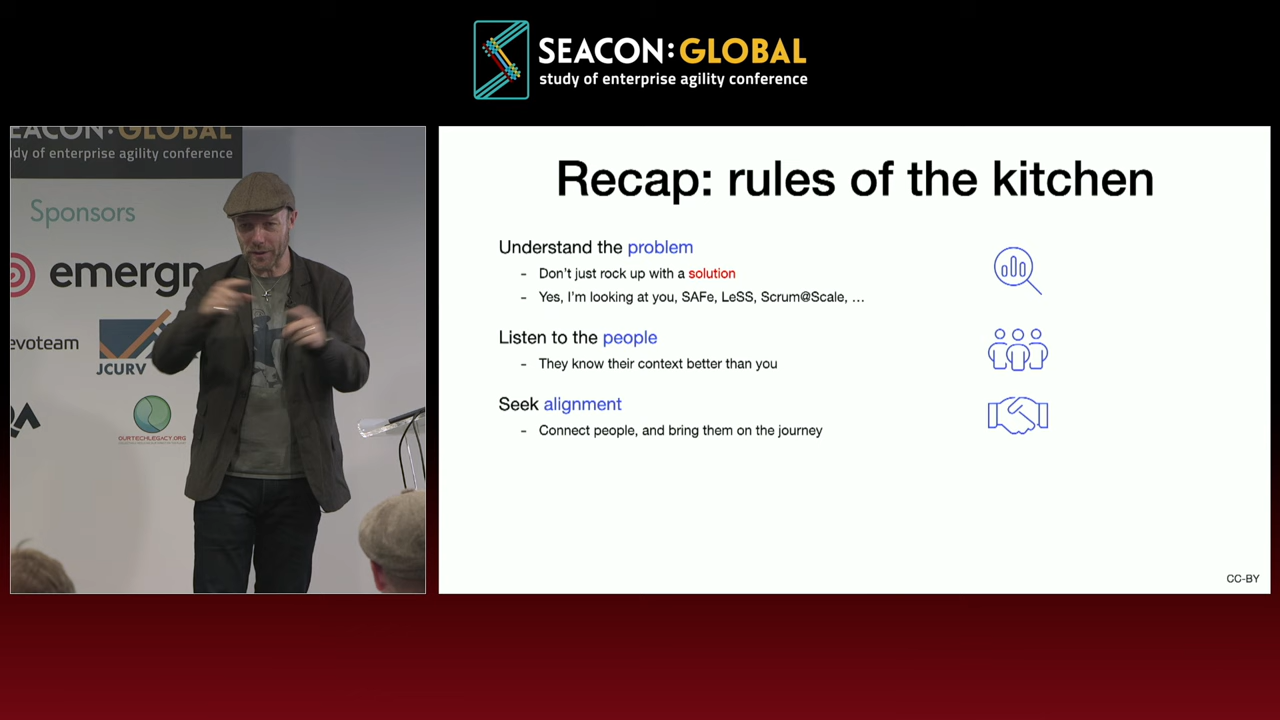 SEACON:GLOBAL
study of enterprise agility conference
EACON:GLOBAL
dy of enterprise agility conference
Sponsors
emergn
evoteam
JCURV
OURTECHLEGACY.ORG
Recap: rules of the kitchen
Understand the problem
- Don't just rock up with a solution
- Yes, I'm looking at you, SAFe, LeSS, Scrum@Scale, …
Listen to the people
- They know their context better than you
Seek alignment
- Connect people, and bring them on the journey
CC-BY